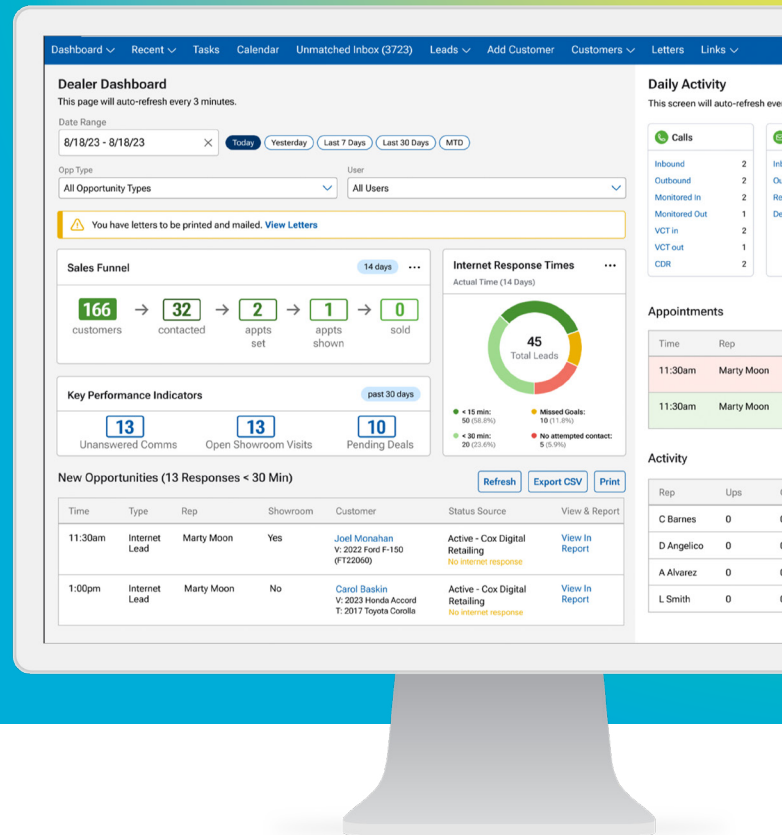 Dashboard Recent Tasks Calendar Unmatched Inbox (3723) Leads Add Customer Customers Letters Links
Dealer Dashboard
This page will auto-refresh every 3 minutes.
Date Range
8/18/23 - 8/18/23
Today Yesterday Last 7 Days Last 30 Days MTD
Opp Type
User
All Opportunity Types
All Users
You have letters to be printed and mailed. View Letters
Sales Funnel
14 days
166 → 32 → 2 → 1 → 0
customers contacted appts set appts shown sold
Key Performance Indicators
past 30 days
13 13 10
Unanswered Comms Open Showroom Visits Pending Deals
Internet Response Times
Actual Time (14 Days)
45
Total Leads
< 15 min:
50 (58.8%)
Missed Goals:
10 (11.8%)
< 30 min:
20 (23.6%)
No attempted contact:
5 (5.9%)
New Opportunities (13 Responses < 30 Min)
Refresh Export CSV Print
Time Type Rep Showroom Customer Status Source View & Report
11:30am Internet Lead Marty Moon Yes Joel Monahan
V: 2022 Ford F-150
(FT22060)
Active - Cox Digital
Retailing
No internet response
View In
Report
1:00pm Internet Lead Marty Moon No Carol Baskin
V: 2023 Honda Accord
T: 2017 Toyota Corolla
Active - Cox Digital
Retailing
No internet response
View In
Report
Daily Activity
This screen will auto-refresh eve
Calls
Inbound 2
Outbound 2
Monitored In 2
Monitored Out 1
VCT in 2
VCT out 1
CDR 2
Appointments
Time Rep
11:30am Marty Moon
11:30am Marty Moon
Activity
Rep Ups
C Barnes 0
D Angelico 0
A Alvarez 0
L Smith 0